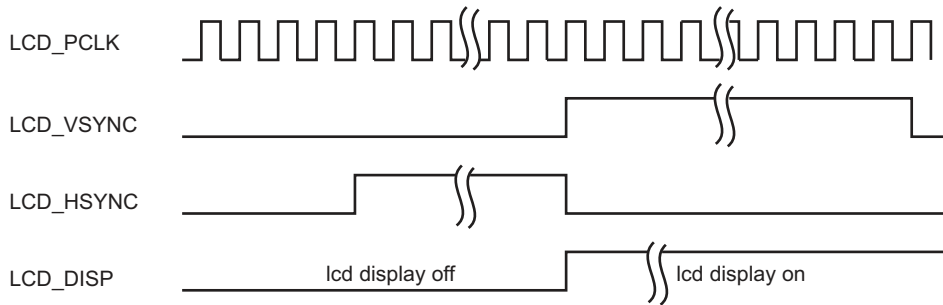 LCD_PCLK
LCD_VSYNC
LCD_HSYNC
LCD_DISP
lcd display off
lcd display on